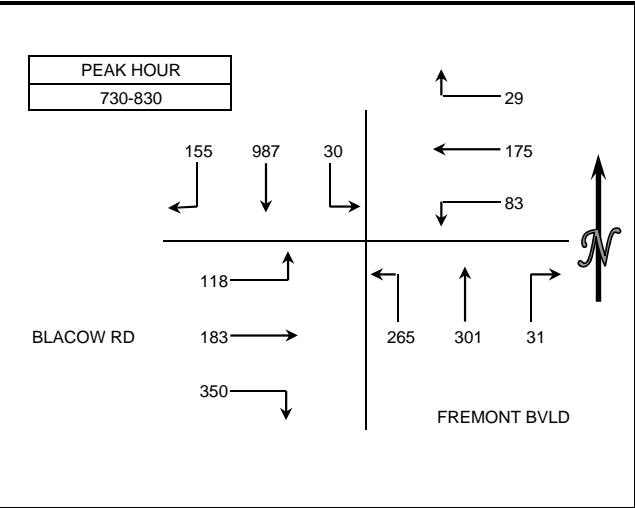 PEAK HOUR
730-830
29
155 987 30 175
83
118
BLACOW RD 183 265 301 31
350
FREMONT BVLD
N